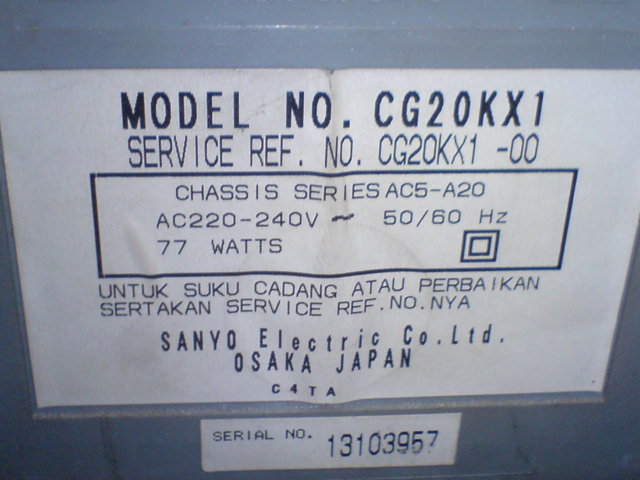 MODEL NO. CG20KX1
SERVICE REF. NO. CG20KX1 -00
CHASSIS SERIES AC5-A20
AC220-240V ~ 50/60 Hz
77 WATTS
UNTUK SUKU CADANG ATAU PERBAIKAN
SERTAKAN SERVICE REF.NO.NYA
SANYO Electric Co.Ltd.
OSAKA JAPAN
C4TA
SERIAL NO. 13103957